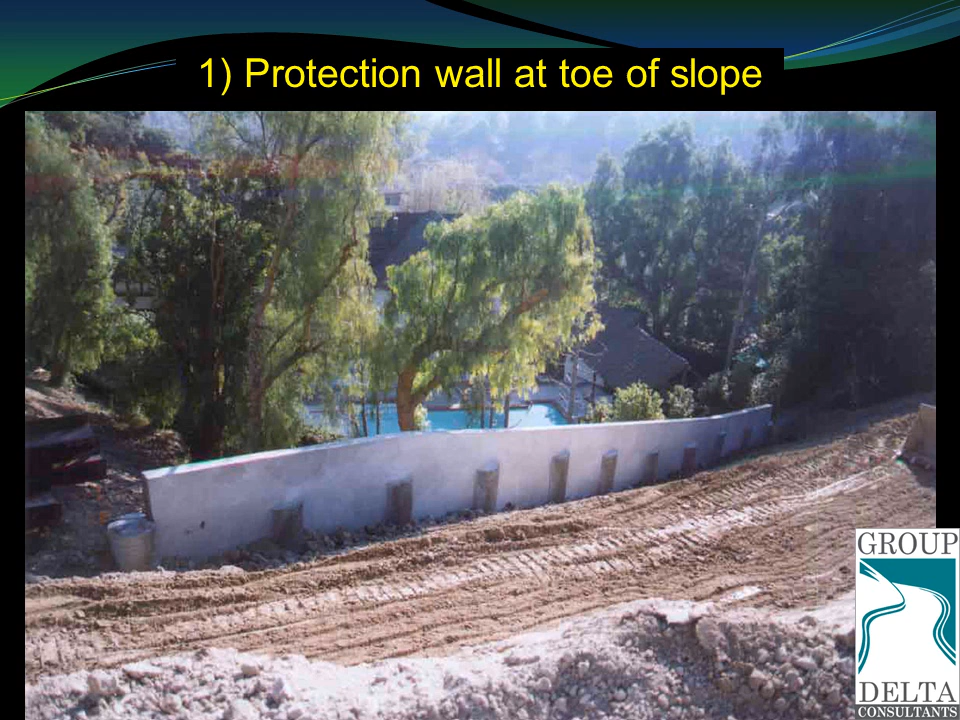 1) Protection wall at toe of slope
GROUP
DELTA
CONSULTANTS